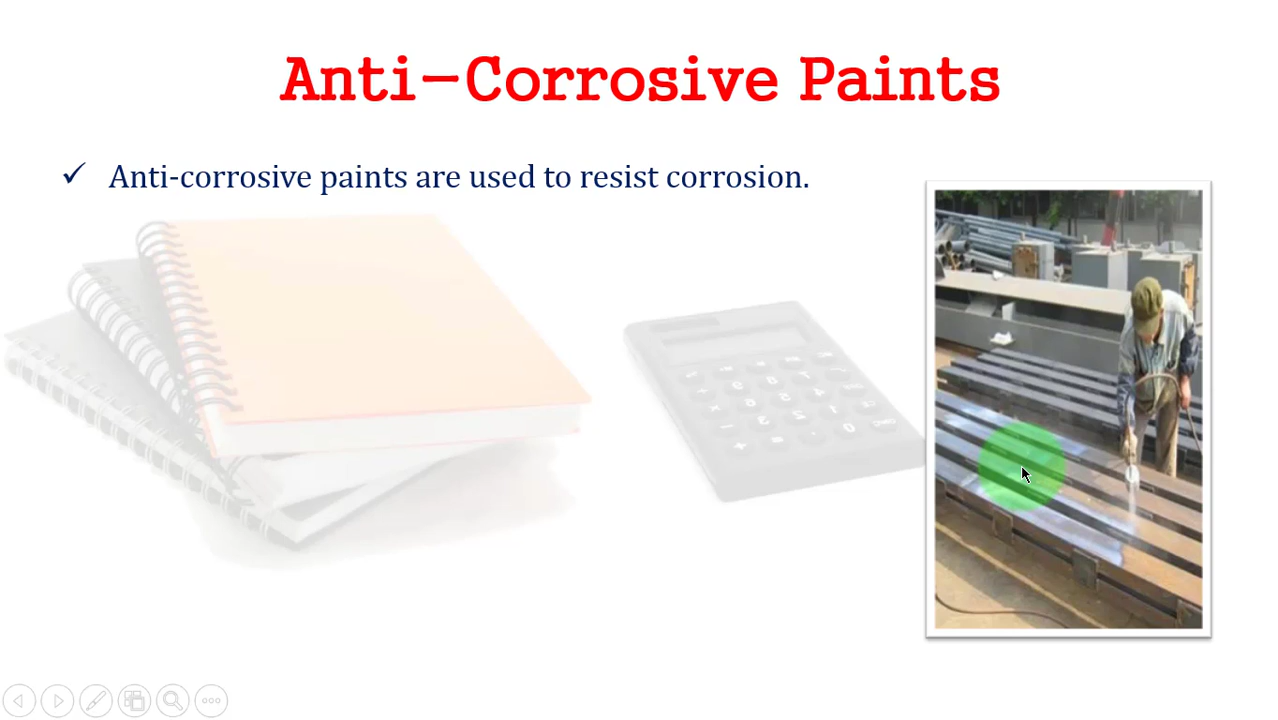 Anti-Corrosive Paints
✓ Anti-corrosive paints are used to resist corrosion.